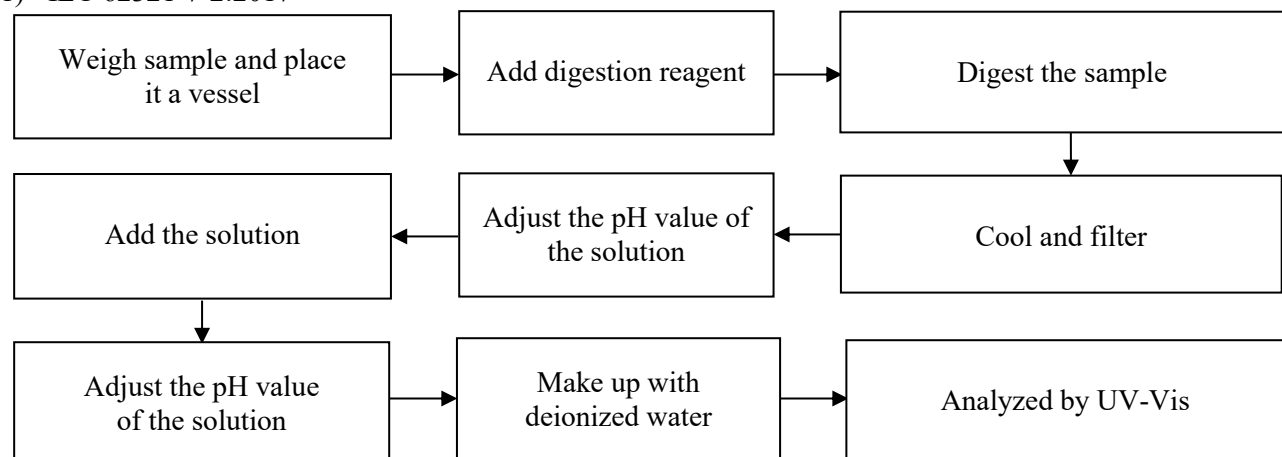 Weigh sample and place
it a vessel
Add digestion reagent
Digest the sample
Cool and filter
Adjust the pH value of
the solution
Add the solution
Adjust the pH value
of the solution
Make up with
deionized water
Analyzed by UV-Vis